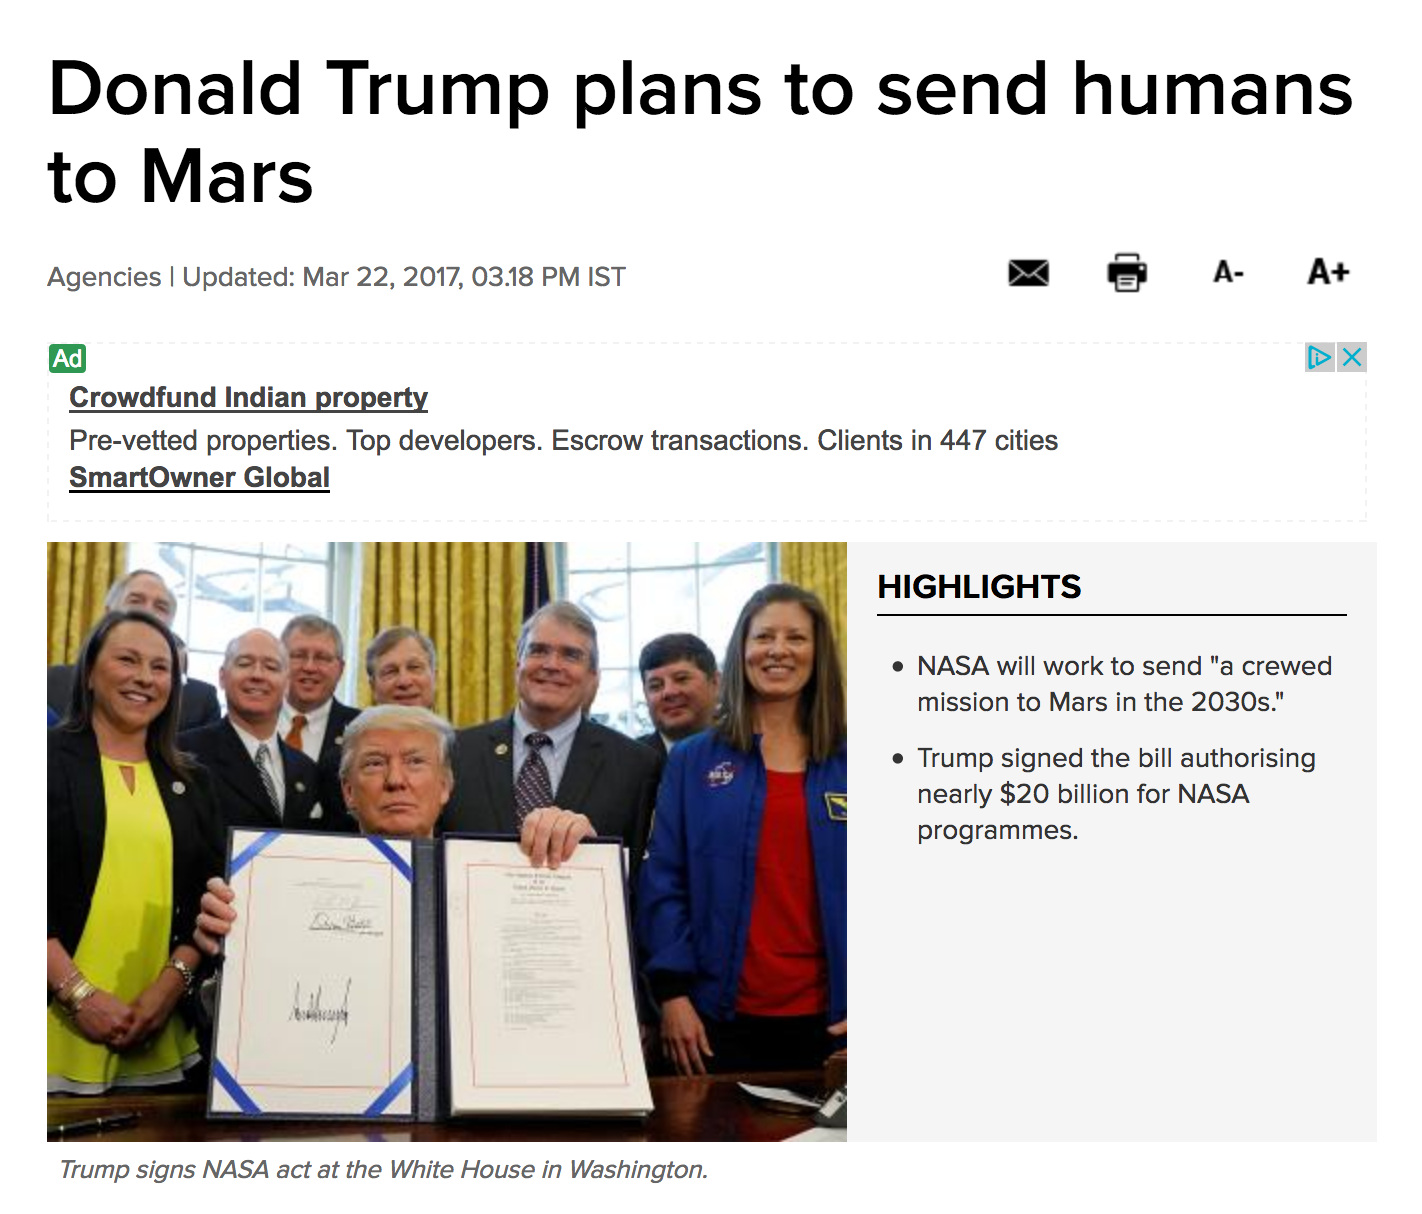 Donald Trump plans to send humans
to Mars
Agencies | Updated: Mar 22, 2017, 03.18 PM IST
A-
A+
Ad
Crowdfund Indian property
Pre-vetted properties. Top developers. Escrow transactions. Clients in 447 cities
SmartOwner Global
HIGHLIGHTS
NASA will work to send "a crewed
mission to Mars in the 2030s."
Trump signed the bill authorising
nearly $20 billion for NASA
programmes.
NASA
Trump signs NASA act at the White House in Washington.